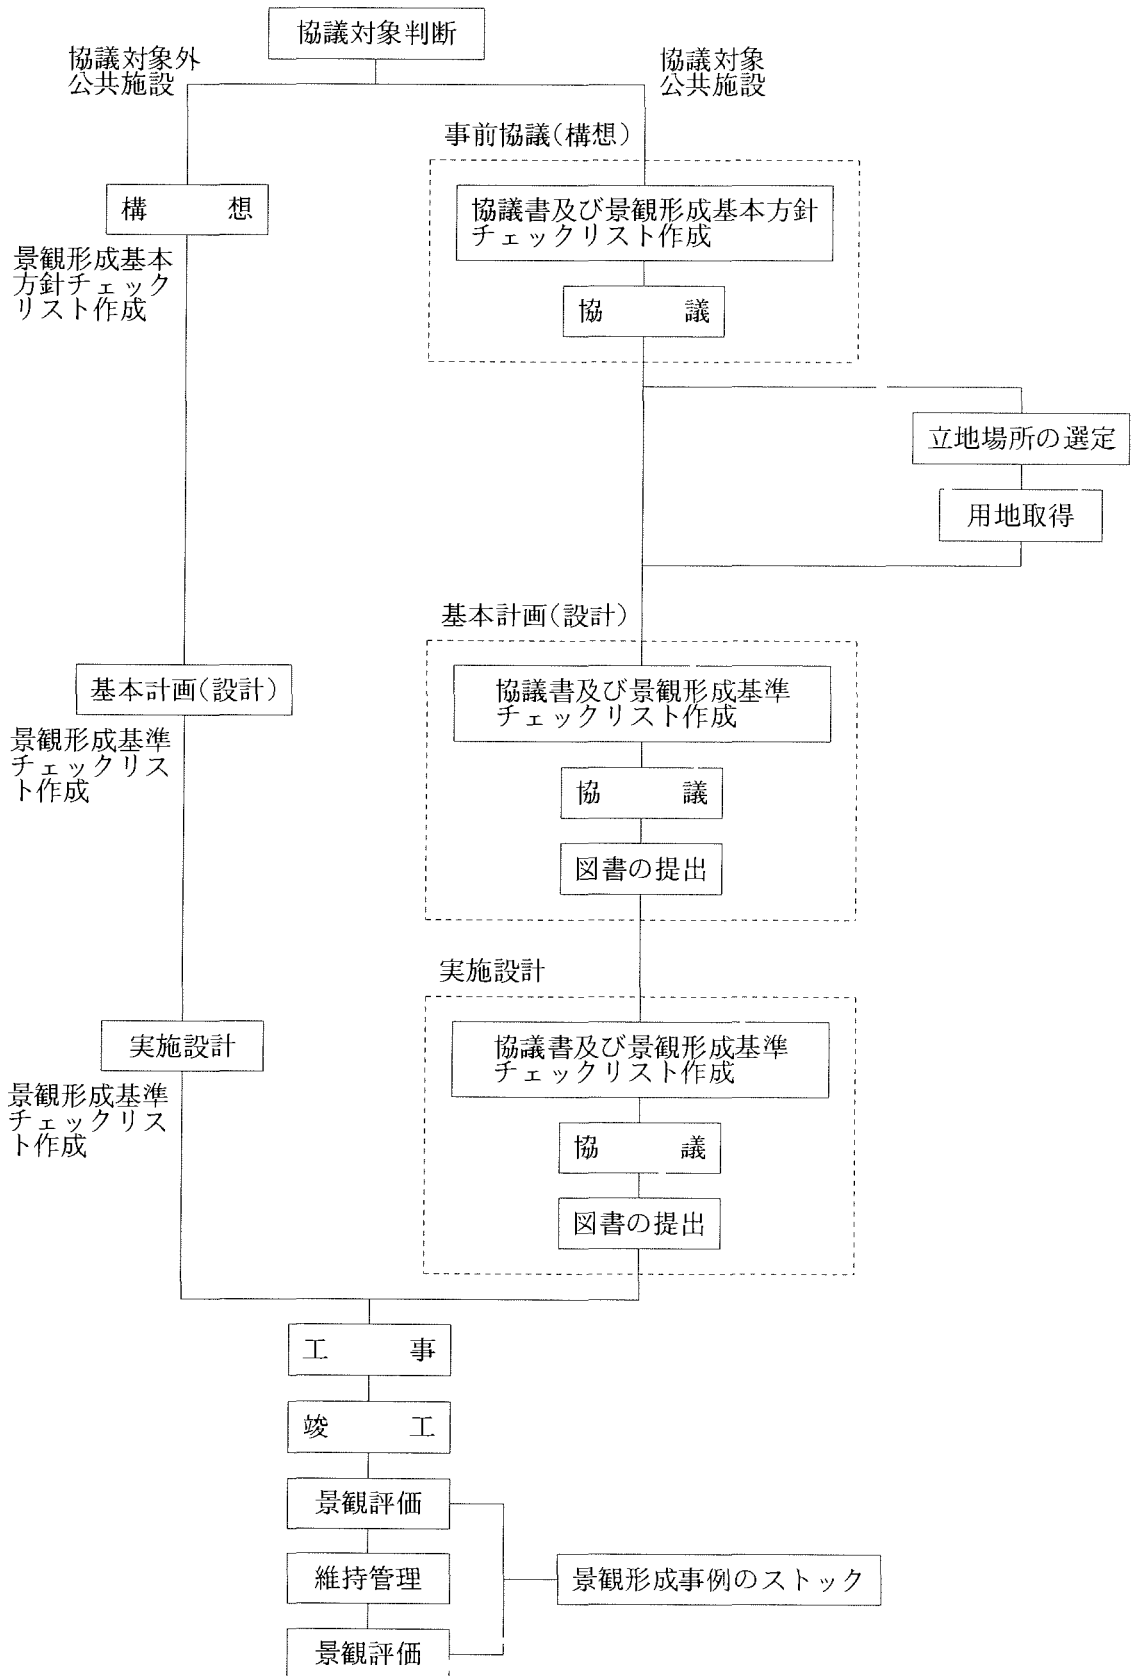 協議対象判断
協議対象外
公共施設
協議対象
公共施設
事前協議(構想)
構想
協議書及び景観形成基本方針
チェックリスト作成
景観形成基本
方針チェック
リスト作成
協議
立地場所の選定
用地取得
基本計画(設計)
基本計画(設計)
協議書及び景観形成基準
チェックリスト作成
景観形成基準
チェックリス
ト作成
協議
図書の提出
実施設計
実施設計
協議書及び景観形成基準
チェックリスト作成
景観形成基準
チェックリス
ト作成
協議
図書の提出
工事
竣工
景観評価
維持管理
景観形成事例のストック
景観評価